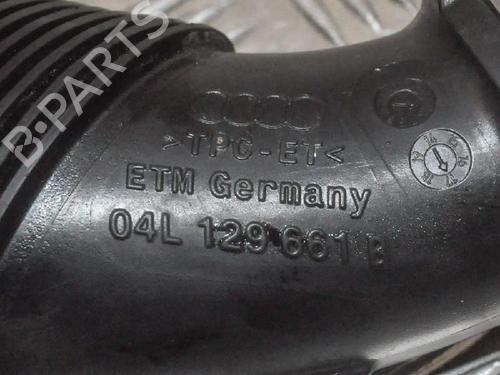 B-PARTS
>TPC-ET<
ETM Germany
04L 129 661 B